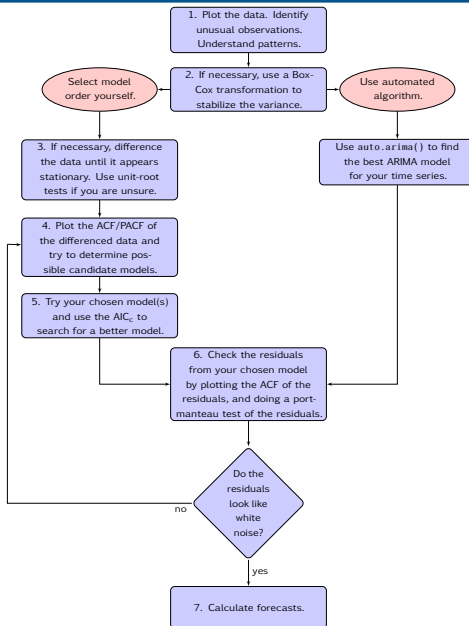 1. Plot the data. Identify
unusual observations.
Understand patterns.
Select model
order yourself.
2. If necessary, use a Box-
Cox transformation to
stabilize the variance.
Use automated
algorithm.
3. If necessary, difference
the data until it appears
stationary. Use unit-root
tests if you are unsure.
Use auto.arima() to find
the best ARIMA model
for your time series.
4. Plot the ACF/PACF of
the differenced data and
try to determine pos-
sible candidate models.
5. Try your chosen model(s)
and use the AICc to
search for a better model.
6. Check the residuals
from your chosen model
by plotting the ACF of the
residuals, and doing a port-
manteau test of the residuals.
Do the
residuals
look like
white
noise?
no
yes
7. Calculate forecasts.